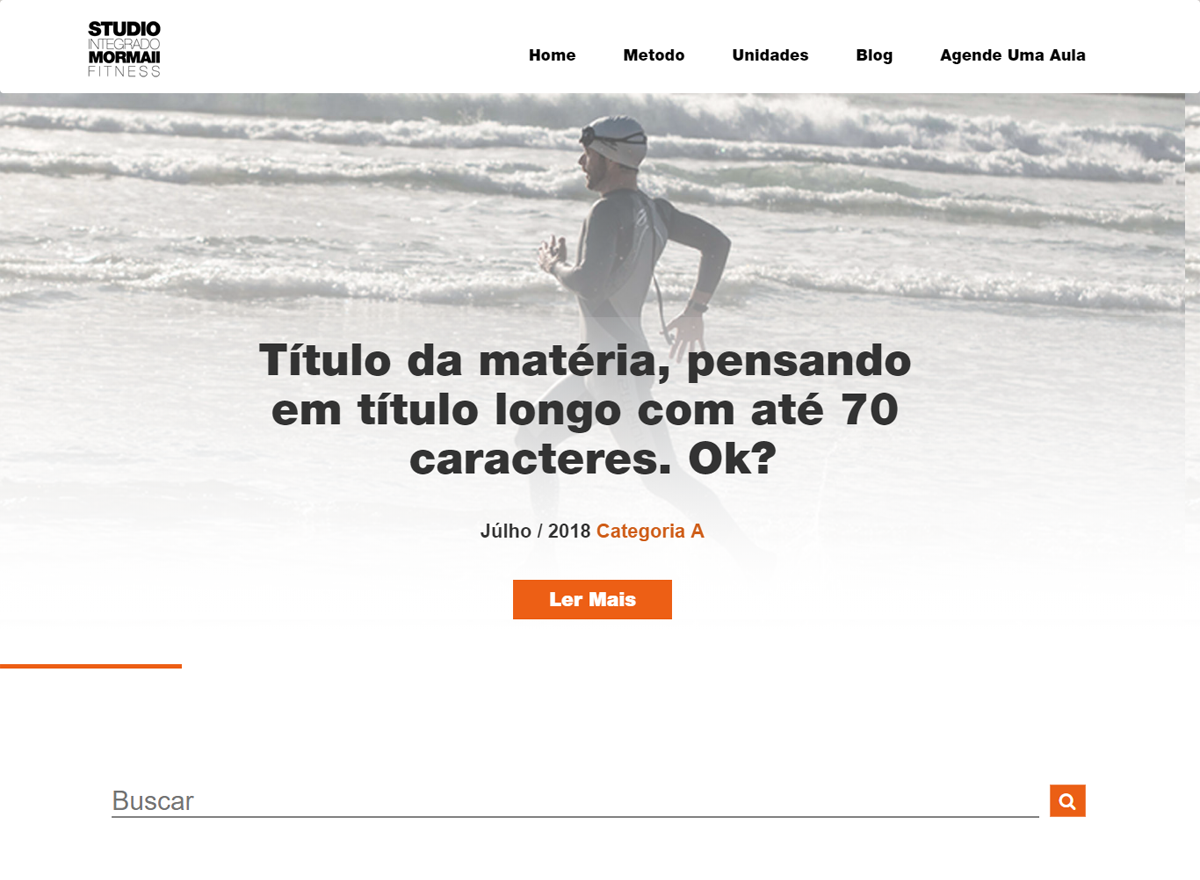 STUDIO
INTEGRADO
MORMAII
FITNESS
Home Metodo Unidades Blog Agende Uma Aula
Título da matéria, pensando
em título longo com até 70
caracteres. Ok?
Júlho / 2018 Categoria A
Ler Mais
Buscar